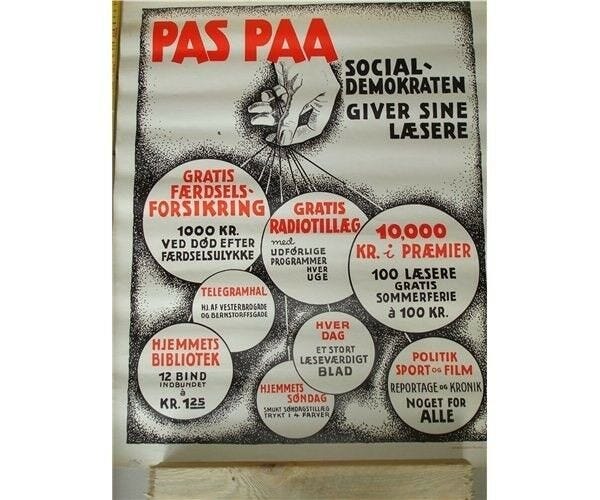 PAS PAA
SOCIAL-
DEMOKRATEN
GIVER SINE
LÆSERE
GRATIS
FÆRDSELS-
FORSIKRING
1000 KR.
VED DØD EFTER
FÆRDSELSULYKKE
GRATIS
RADIOTILLÆG
med
UDFØRLIGE
PROGRAMMER
HVER
UGE
10,000
KR. i PRÆMIER
100 LÆSERE
GRATIS
SOMMERFERIE
à 100 KR.
TELEGRAMHAL
HJ. AF VESTERBROGADE
OG BERNSTORFFSGADE
HVER
DAG
ET STORT
LÆSEVÆRDIGT
BLAD
HJEMMETS
BIBLIOTEK
12 BIND
INDBUNDET
à
KR. 1.25
HJEMMETS
SØNDAG
SMUKT SØNDAGSTILLÆG
TRYKT I 4 FARVER
POLITIK
SPORT OG FILM
REPORTAGE OG KRONIK
NOGET FOR
ALLE